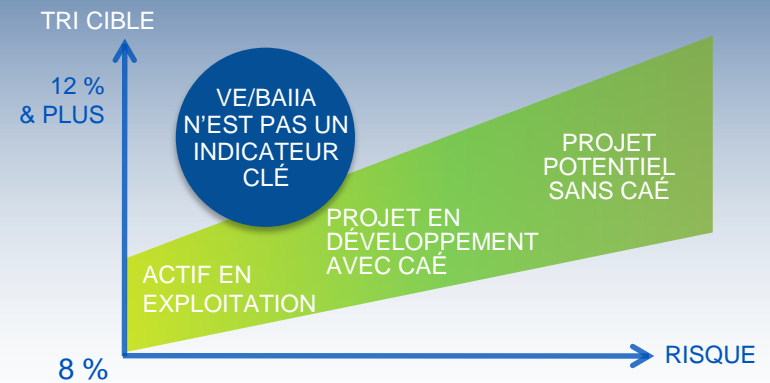 TRI CIBLE
12 %
& PLUS
VE/BAIIA
N'EST PAS UN
INDICATEUR
CLÉ
PROJET
POTENTIEL
SANS CAÉ
PROJET EN
DÉVELOPPEMENT
AVEC CAÉ
ACTIF EN
EXPLOITATION
8 %
RISQUE